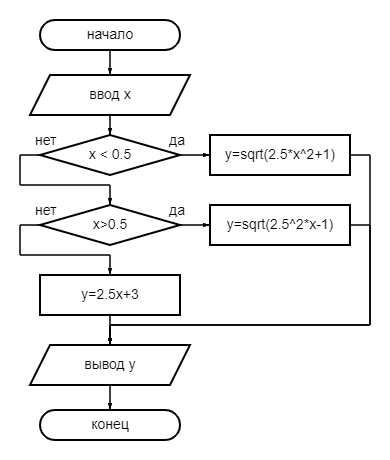 начало
ввод x
нет
да
x < 0.5
y=sqrt(2.5*x^2+1)
нет
да
x>0.5
y=sqrt(2.5^2*x-1)
y=2.5x+3
вывод y
конец